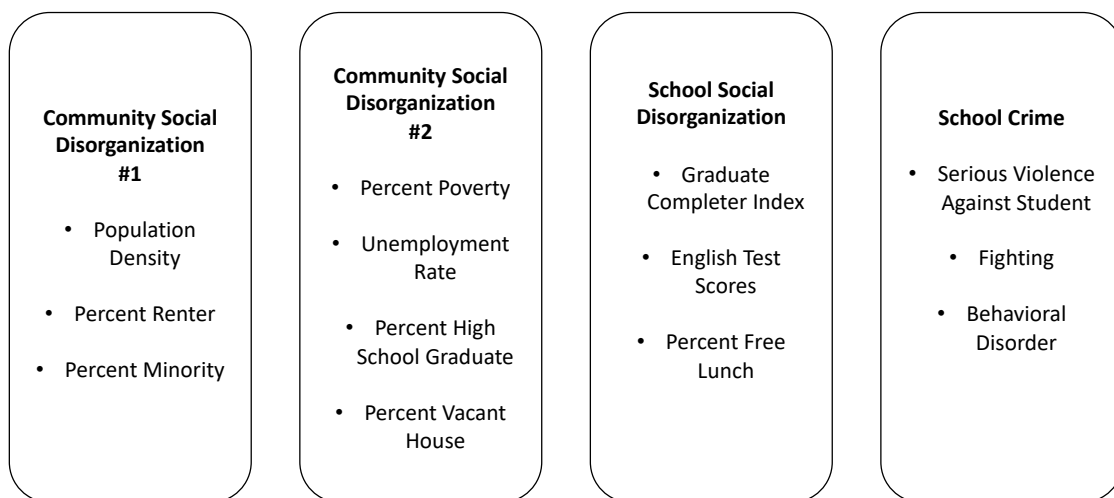 Community Social
Disorganization
#1
• Population
Density
• Percent Renter
• Percent Minority
Community Social
Disorganization
#2
• Percent Poverty
• Unemployment
Rate
• Percent High
School Graduate
• Percent Vacant
House
School Social
Disorganization
• Graduate
Completer Index
• English Test
Scores
• Percent Free
Lunch
School Crime
• Serious Violence
Against Student
• Fighting
• Behavioral
Disorder